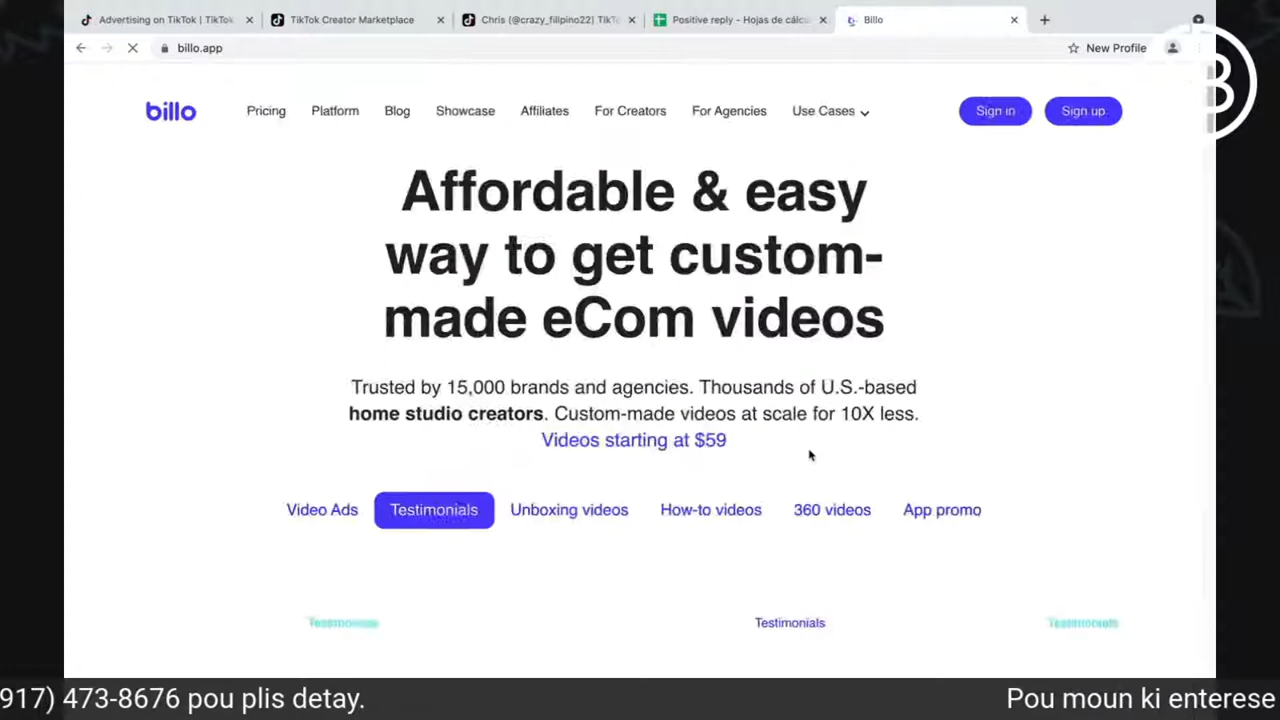 Advertising on TikTok | TikTok
TikTok Creator Marketplace
Chris (@crazy_filipino22) TikTo
Positive reply - Hojas de cálcu
Billo
billo.app
New Profile
billo
Pricing
Platform
Blog
Showcase
Affiliates
For Creators
For Agencies
Use Cases
Sign in
Sign up
Affordable & easy
way to get custom-
made eCom videos
Trusted by 15,000 brands and agencies. Thousands of U.S.-based
home studio creators. Custom-made videos at scale for 10X less.
Videos starting at $59
Video Ads
Testimonials
Unboxing videos
How-to videos
360 videos
App promo
Testimonials
Testimonials
Testimonials
917) 473-8676 pou plis detay.
Pou moun ki enterese